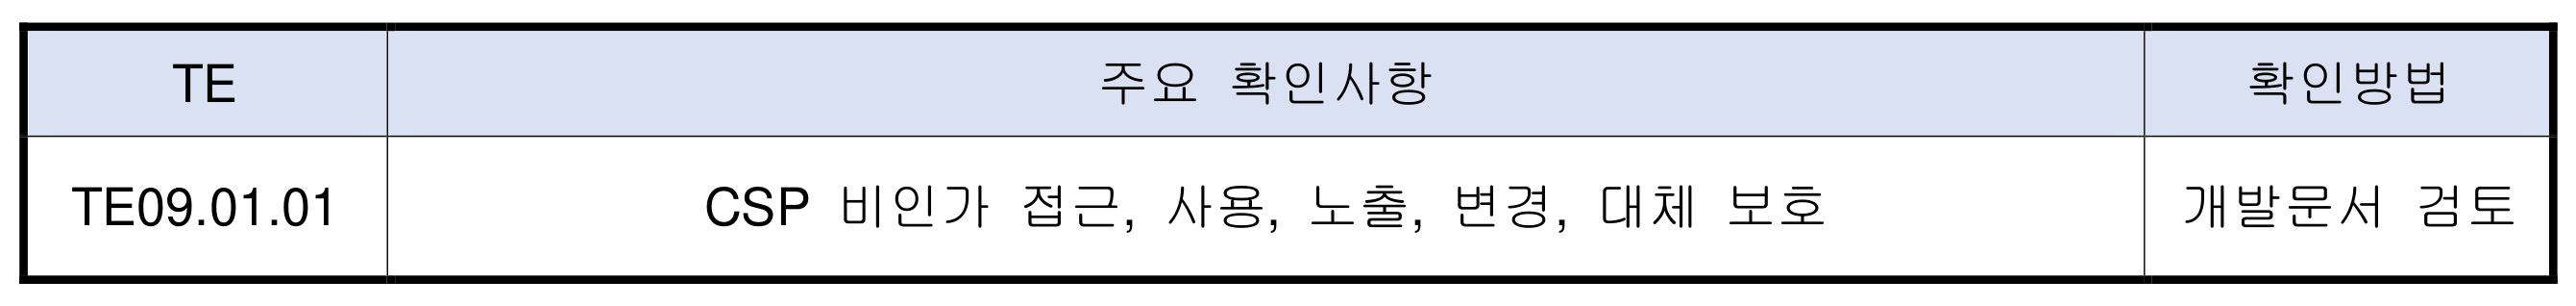 TE 주요 확인사항 확인방법
TE09.01.01 CSP 비인가 접근, 사용, 노출, 변경, 대체 보호 개발문서 검토